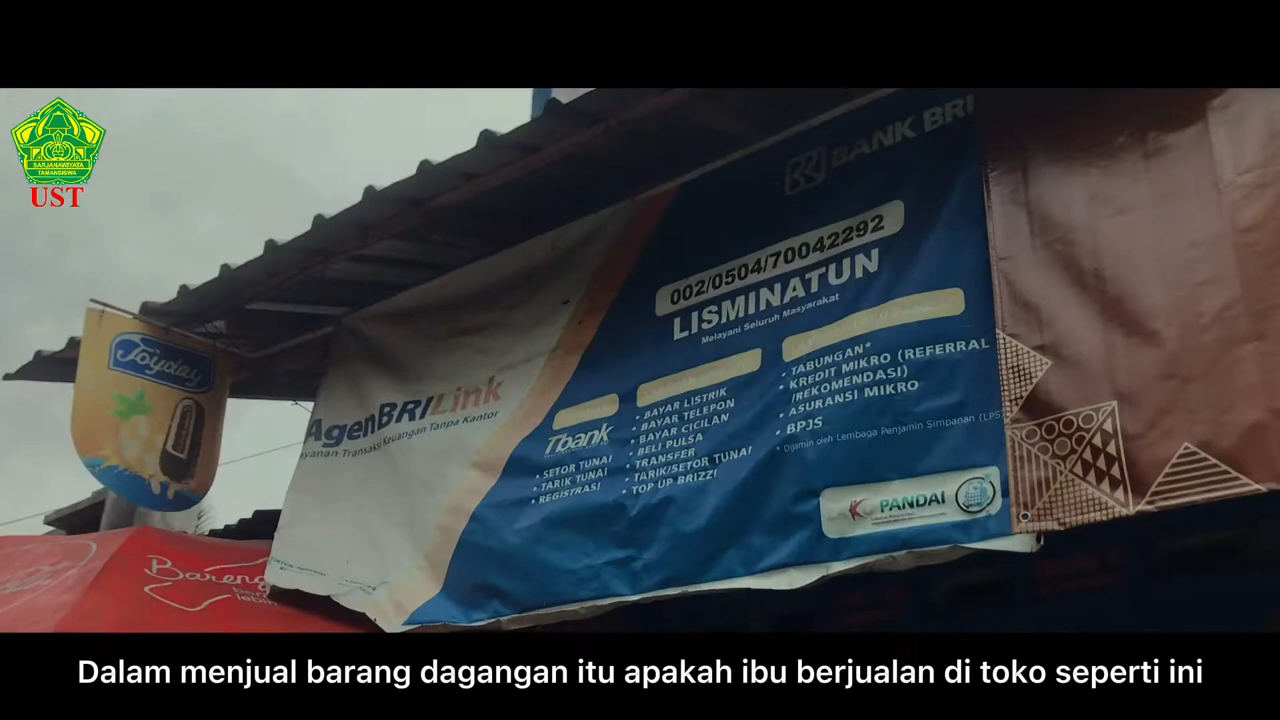 SARJANAWIYATA
TAMANSISWA
UST
BANK BRI
002/0504/70042292
LISMINATUN
Melayani Seluruh Masyarakat
Joyday
AgenBRILink
ayanan Transaksi Keuangan Tanpa Kantor
Tbank
• SETOR TUNAI
• TARIK TUNAI
• REGISTRASI
• BAYAR LISTRIK
• BAYAR TELEPON
• BAYAR CICILAN
• BELI PULSA
• TRANSFER
• TARIK/SETOR TUNAI
• TOP UP BRIZZI
• TABUNGAN*
• KREDIT MIKRO (REFERRAL
/REKOMENDASI)
• ASURANSI MIKRO
• BPJS
* Dijamin oleh Lembaga Penjamin Simpanan (LPS)
PANDAI
Bareng
lebih
Dalam menjual barang dagangan itu apakah ibu berjualan di toko seperti ini